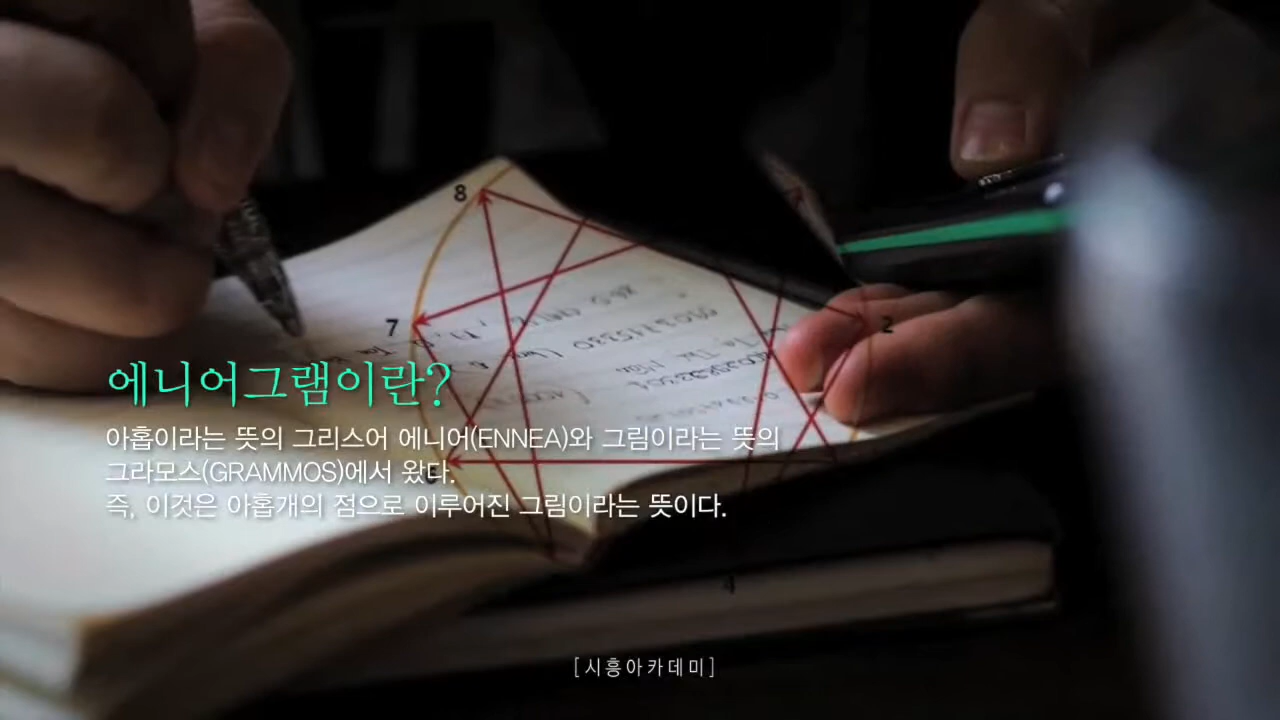 8
7
2
에니어그램이란?
아홉이라는 뜻의 그리스어 에니어(ENNEA)와 그림이라는 뜻의
그라모스(GRAMMOS)에서 왔다.
즉, 이것은 아홉개의 점으로 이루어진 그림이라는 뜻이다.
4
[시흥아카데미]